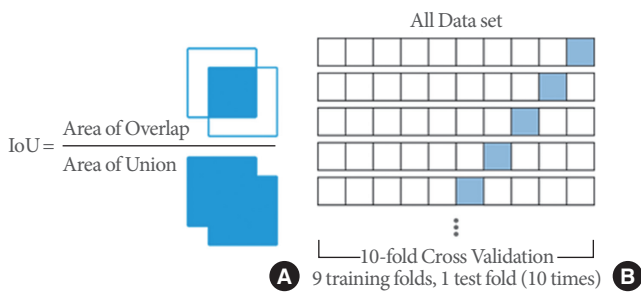 IoU =
Area of Overlap
Area of Union
A
All Data set
10-fold Cross Validation
9 training folds, 1 test fold (10 times)
B